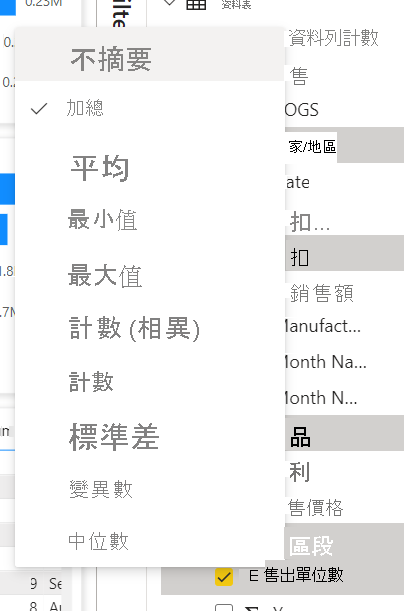 0.23M
資料表
資料列計數
售
OGS
家/地區
ate
扣...
扣
銷售額
Manufact...
Month Na...
Month N...
品
利
售價格
區段
E 售出單位數
不摘要
加總
平均
最小值
最大值
計數 (相異)
計數
標準差
變異數
中位數
9 Se
8